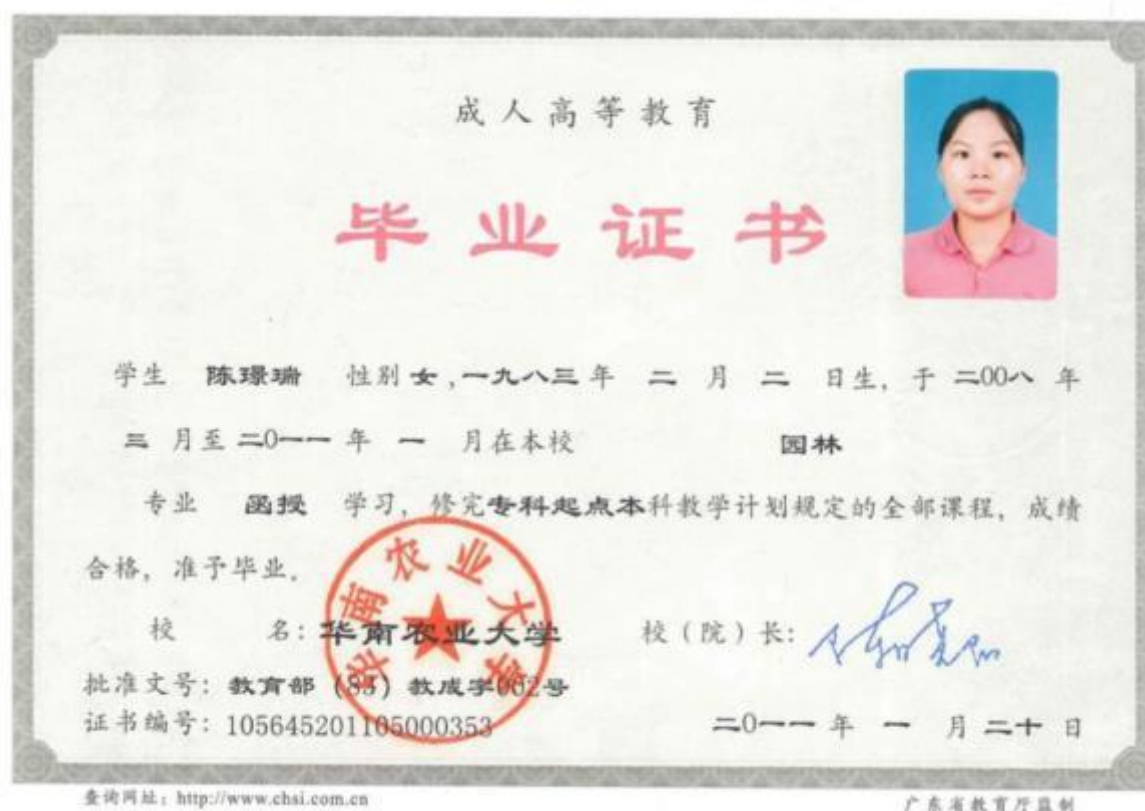 成人高等教育
毕业证书
学生 陈璟瑞 性别 女，一九八三年 二 月 二 日生，于 二00八 年
三 月至 二0一一 年 一 月在本校 园林
专业 函授 学习，修完专科起点本科教学计划规定的全部课程，成绩
合格，准予毕业。
华南农业大学
校 名：华南农业大学 校（院）长：
批准文号：教育部（83）教成字002号
证书编号：105645201105000353 二0一一 年 一 月 二十 日
查询网址：http://www.chsi.com.cn 广东省教育厅监制